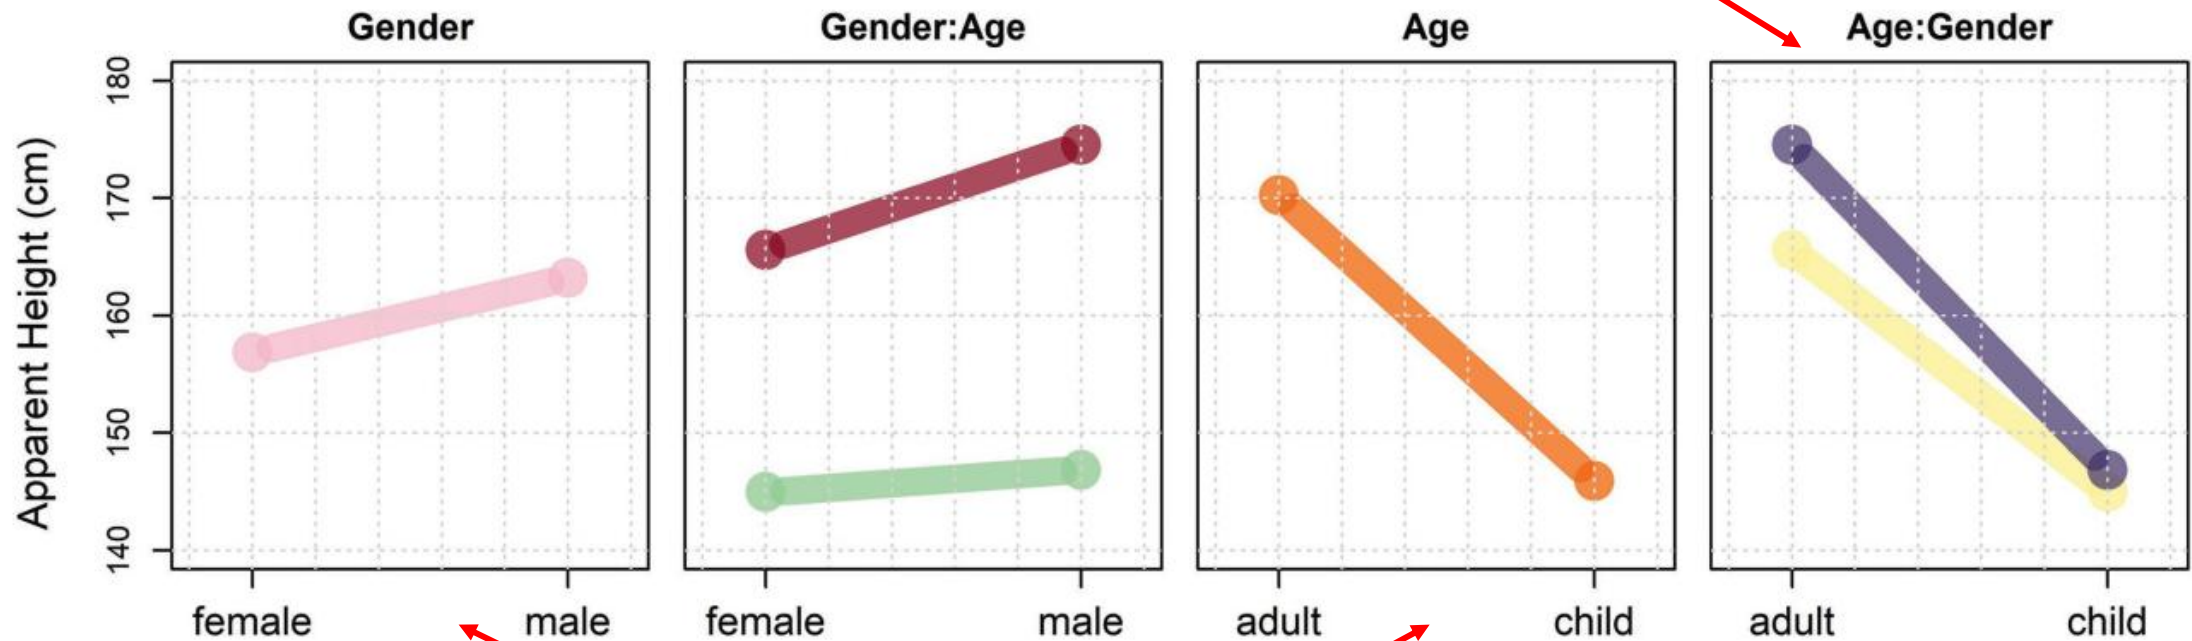 Gender Gender:Age Age Age:Gender
Apparent Height (cm)
180
170
160
150
140
female male female male adult child adult child